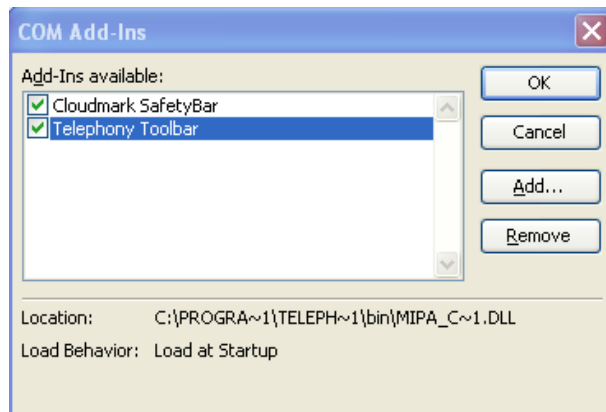 COM Add-Ins
Add-Ins available:
Cloudmark SafetyBar
Telephony Toolbar
OK
Cancel
Add...
Remove
Location: C:\PROGRA~1\TELEPH~1\bin\MIPA_C~1.DLL
Load Behavior: Load at Startup